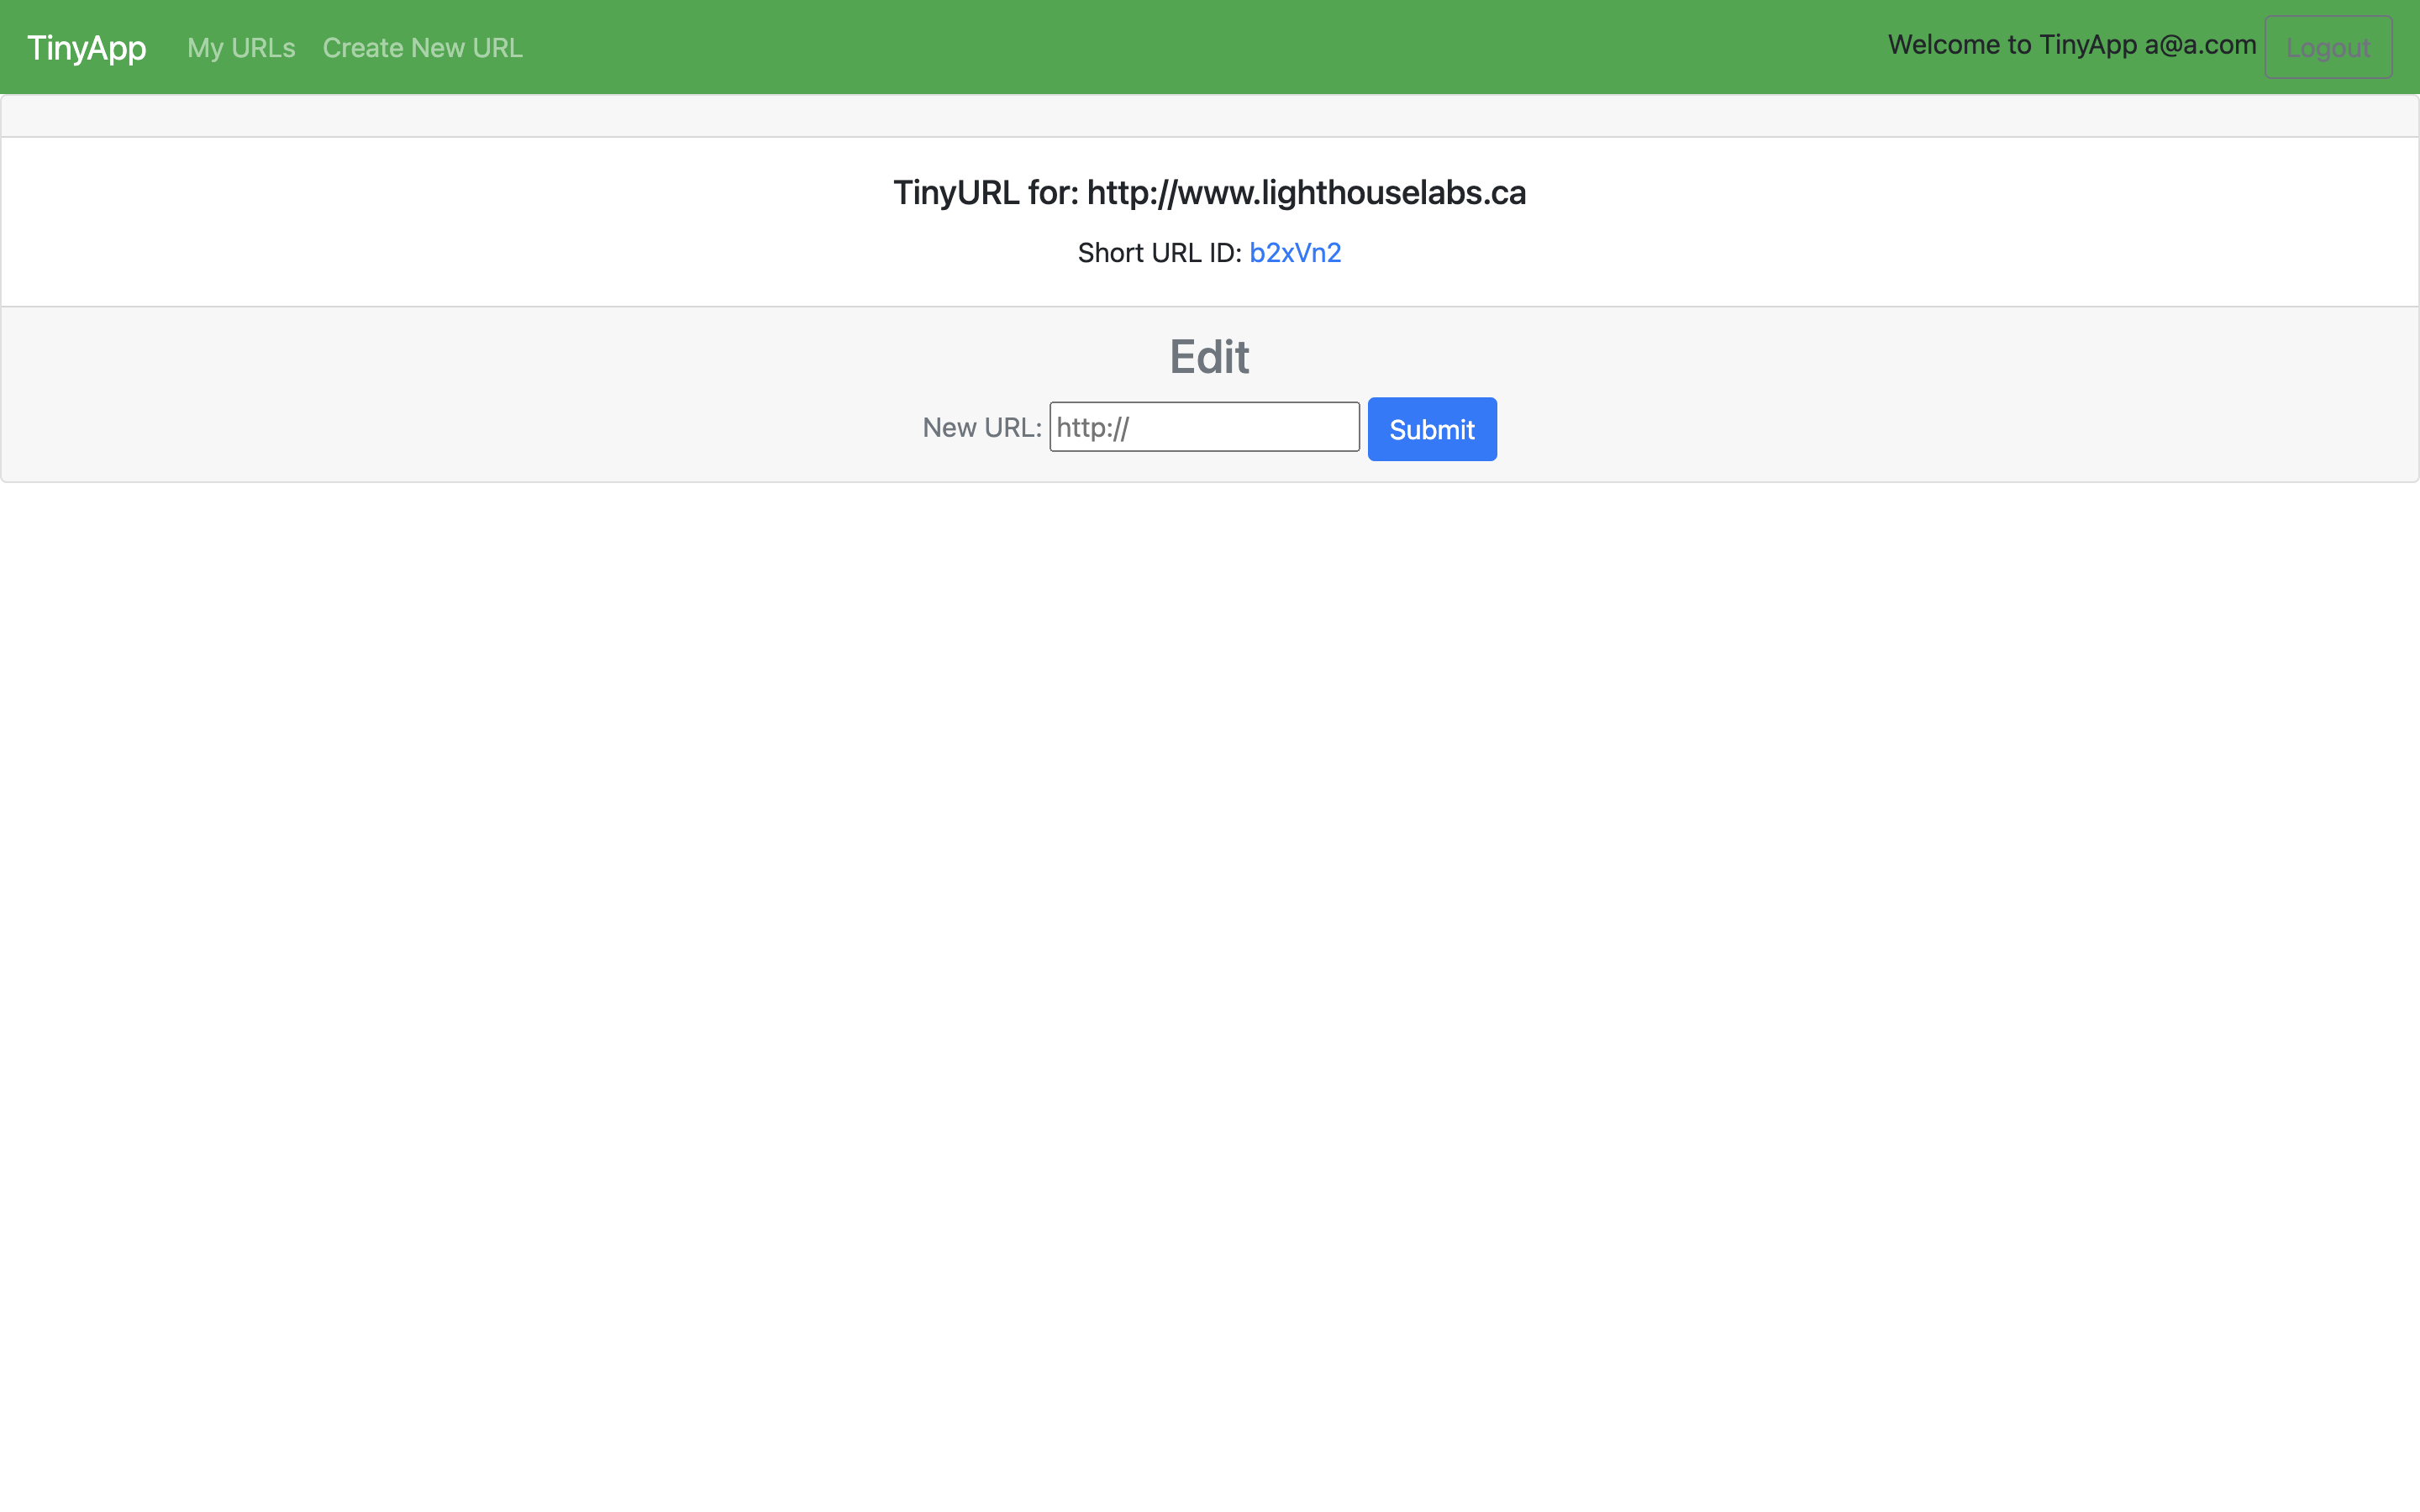 TinyApp My URLs Create New URL Welcome to TinyApp a@a.com Logout
TinyURL for: http://www.lighthouselabs.ca
Short URL ID: b2xVn2
Edit
New URL: http:// Submit